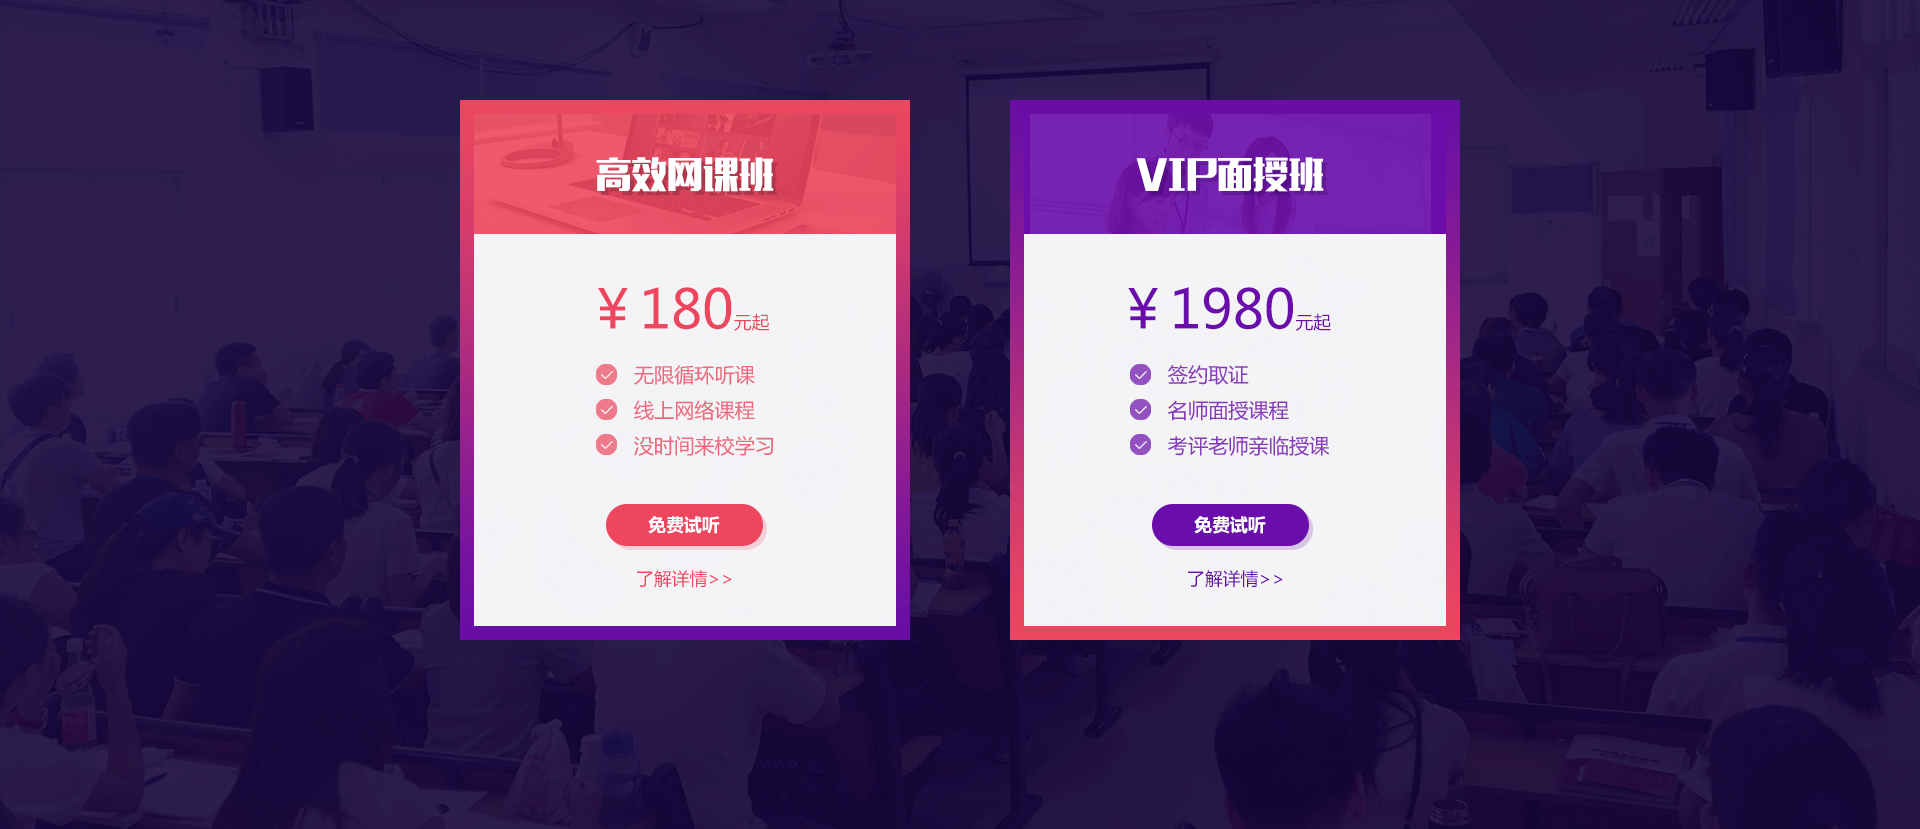 高效网课班
¥180元起
无限循环听课
线上网络课程
没时间来校学习
免费试听
了解详情>>
VIP面授班
¥1980元起
签约取证
名师面授课程
考评老师亲临授课
免费试听
了解详情>>